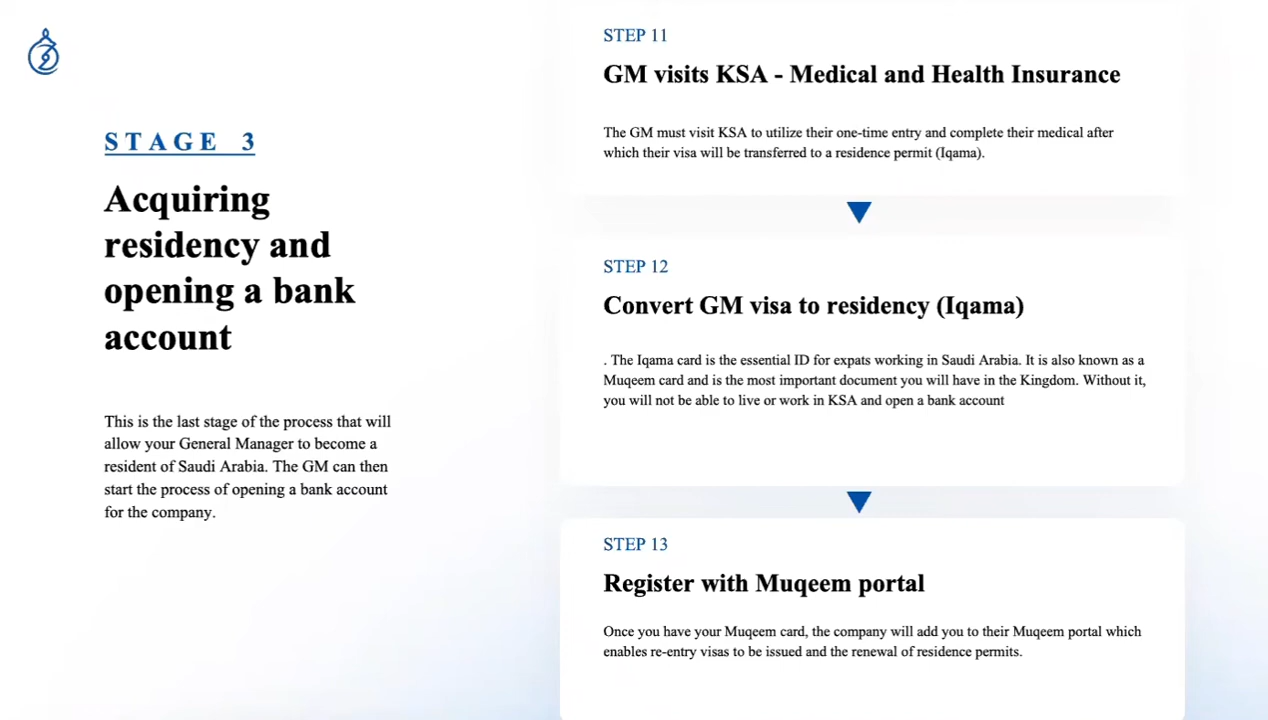 STAGE 3
Acquiring
residency and
opening a bank
account
This is the last stage of the process that will
allow your General Manager to become a
resident of Saudi Arabia. The GM can then
start the process of opening a bank account
for the company.
STEP 11
GM visits KSA - Medical and Health Insurance
The GM must visit KSA to utilize their one-time entry and complete their medical after
which their visa will be transferred to a residence permit (Iqama).
STEP 12
Convert GM visa to residency (Iqama)
. The Iqama card is the essential ID for expats working in Saudi Arabia. It is also known as a
Muqeem card and is the most important document you will have in the Kingdom. Without it,
you will not be able to live or work in KSA and open a bank account
STEP 13
Register with Muqeem portal
Once you have your Muqeem card, the company will add you to their Muqeem portal which
enables re-entry visas to be issued and the renewal of residence permits.